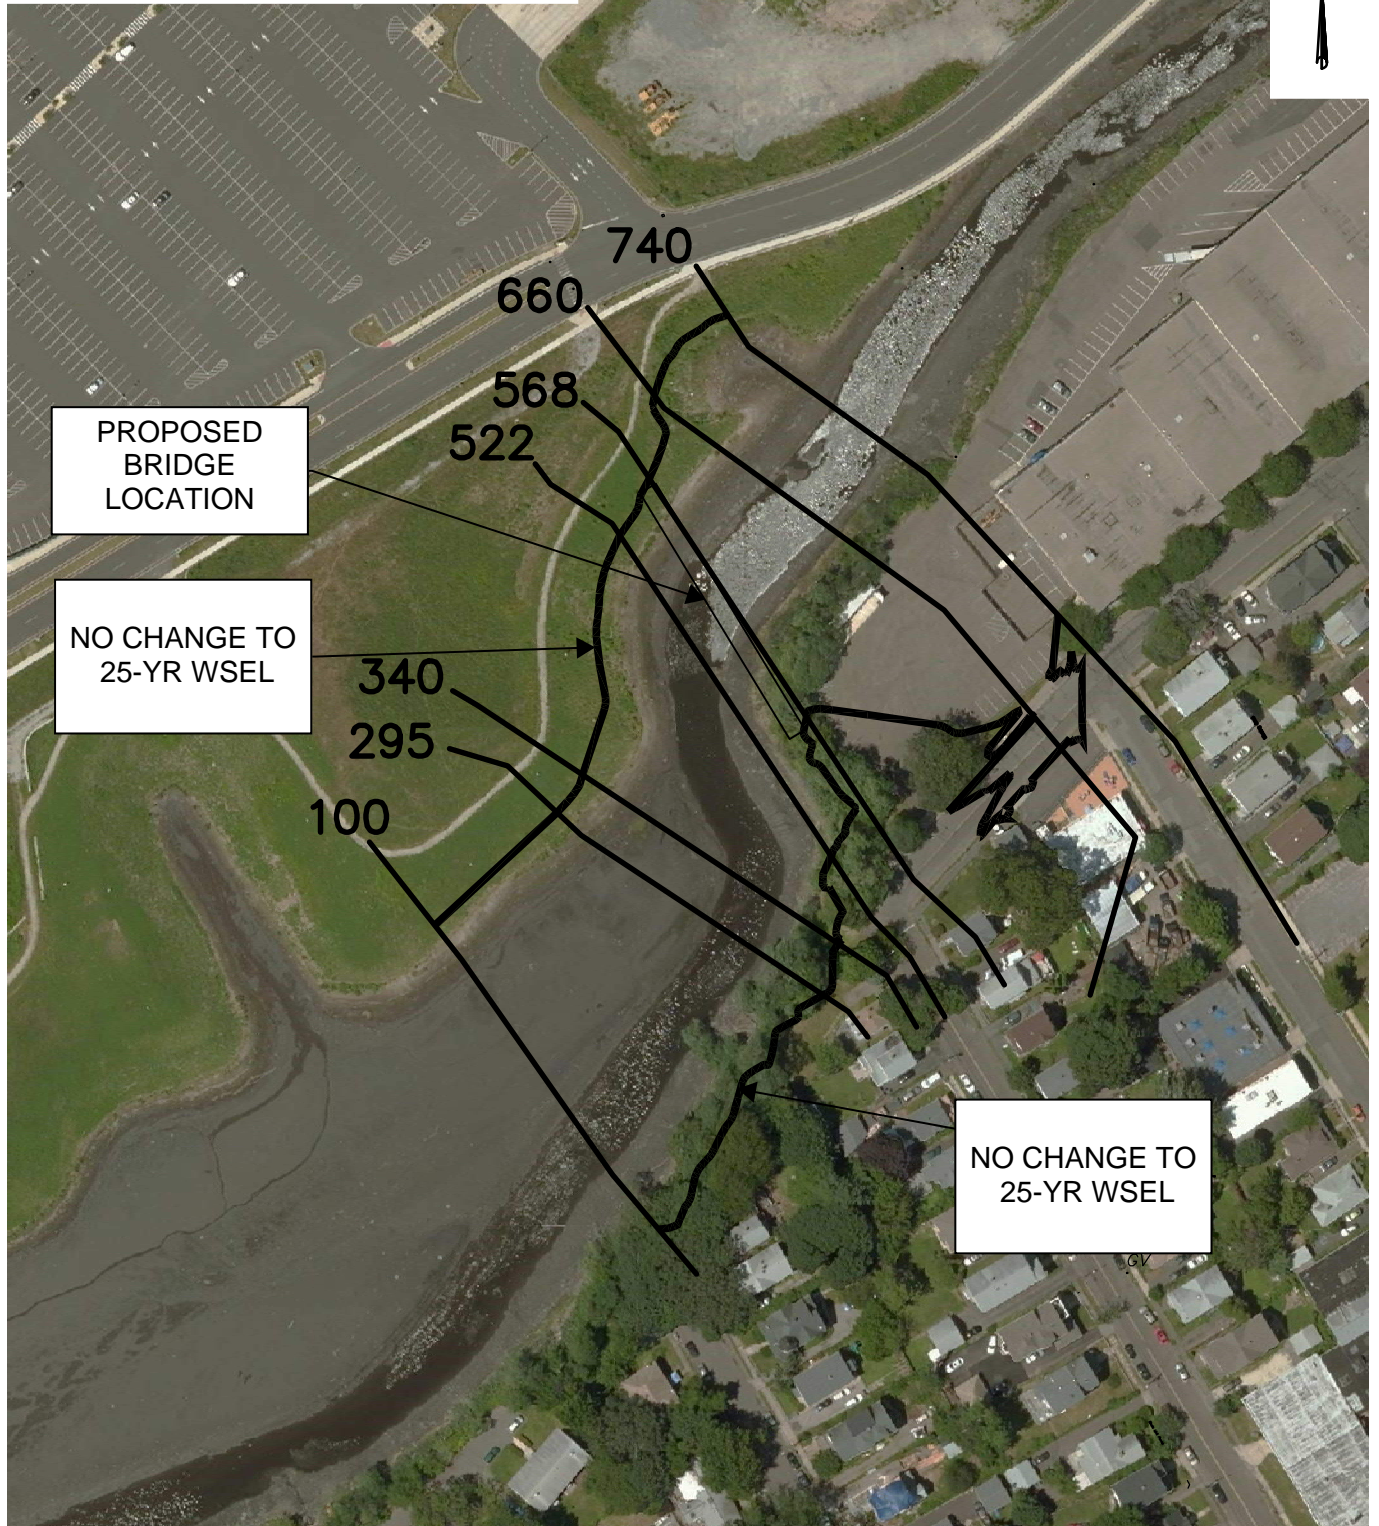 740
660
568
522
PROPOSED
BRIDGE
LOCATION
NO CHANGE TO
25-YR WSEL
340
295
100
NO CHANGE TO
25-YR WSEL
GV